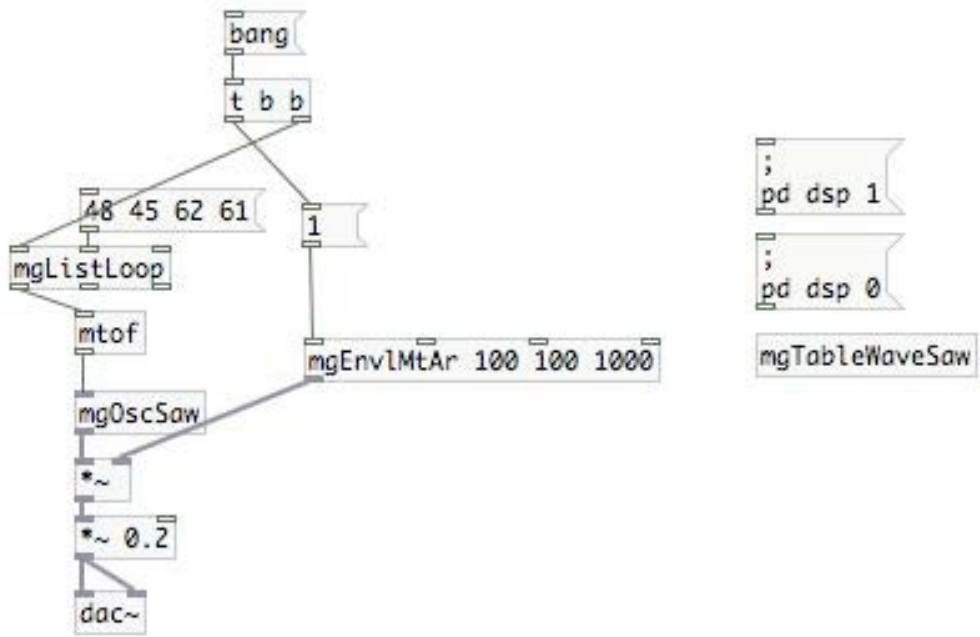 bang
t b b
48 45 62 61
1
mgListLoop
mtof
mgEnvlMtAr 100 100 1000
mgOscSaw
*~
*~ 0.2
dac~
;
pd dsp 1
;
pd dsp 0
mgTableWaveSaw